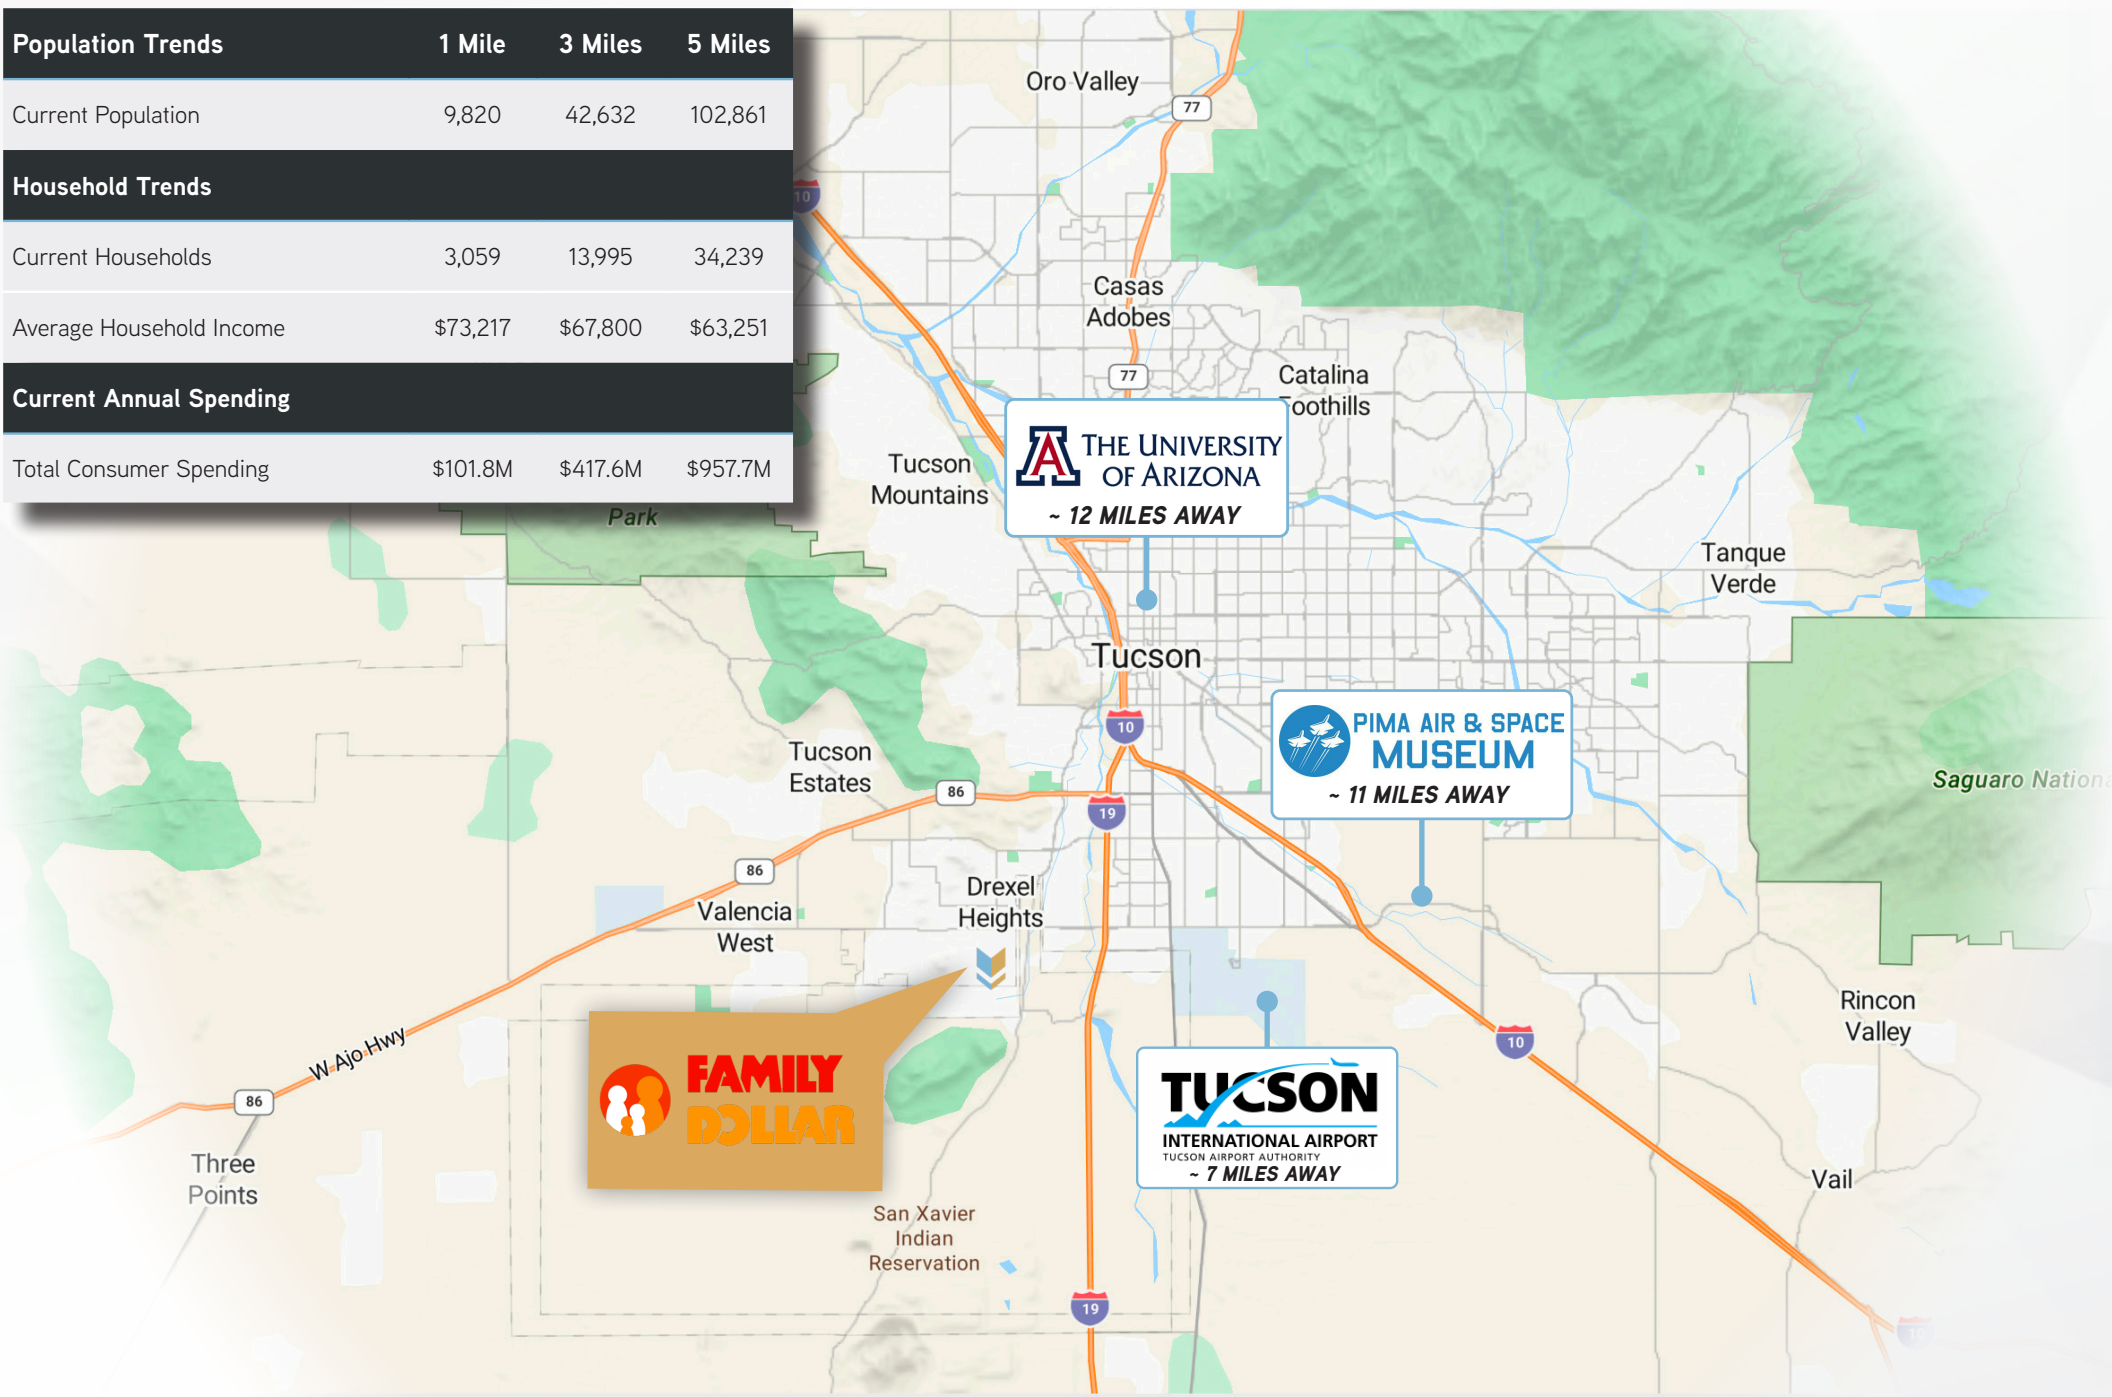 Population Trends 1 Mile 3 Miles 5 Miles
Current Population 9,820 42,632 102,861
Household Trends
Current Households 3,059 13,995 34,239
Average Household Income $73,217 $67,800 $63,251
Current Annual Spending
Total Consumer Spending $101.8M $417.6M $957.7M
Oro Valley
77
10
Casas
Adobes
77
Catalina
Foothills
Tucson
Mountains
THE UNIVERSITY
OF ARIZONA
~ 12 MILES AWAY
Park
Tanque
Verde
Tucson
10
PIMA AIR & SPACE
MUSEUM
~ 11 MILES AWAY
Tucson
Estates
86
19
Saguaro Nationa
86
Drexel
Heights
Valencia
West
FAMILY
DOLLAR
Rincon
Valley
10
W Ajo Hwy
86
TUCSON
INTERNATIONAL AIRPORT
TUCSON AIRPORT AUTHORITY
~ 7 MILES AWAY
Three
Points
Vail
San Xavier
Indian
Reservation
19
10